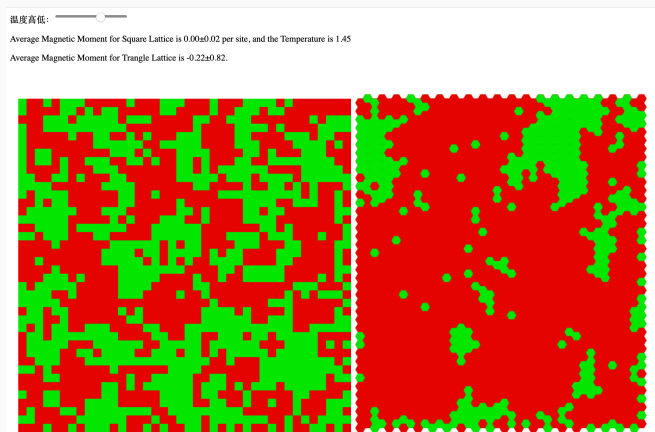 温度高低:
Average Magnetic Moment for Square Lattice is 0.00±0.02 per site, and the Temperature is 1.45
Average Magnetic Moment for Trangle Lattice is -0.22±0.82.